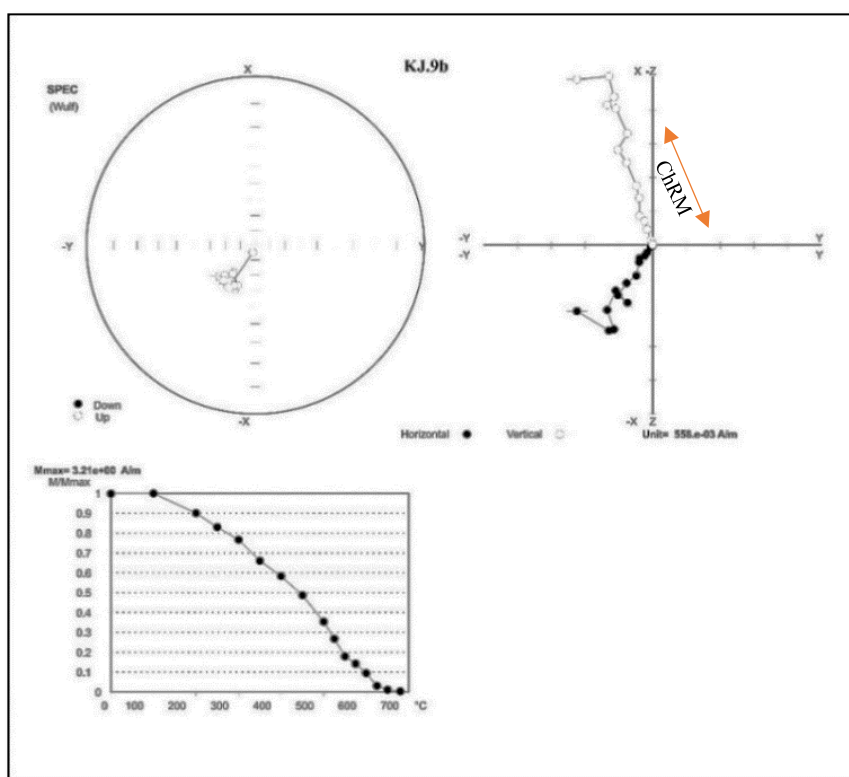 KJ.9b
X
SPEC
(Wulf)
-Y
Y
Down
Up
-X
X -Z
ChRM
-Y Y
-Y Y
-X Z
Horizontal Vertical Unit= 558.e-03 A/m
Mmax= 3.21e+00 A/m
M/Mmax
1
0.9
0.8
0.7
0.6
0.5
0.4
0.3
0.2
0.1
0
0 100 200 300 400 500 600 700 °C